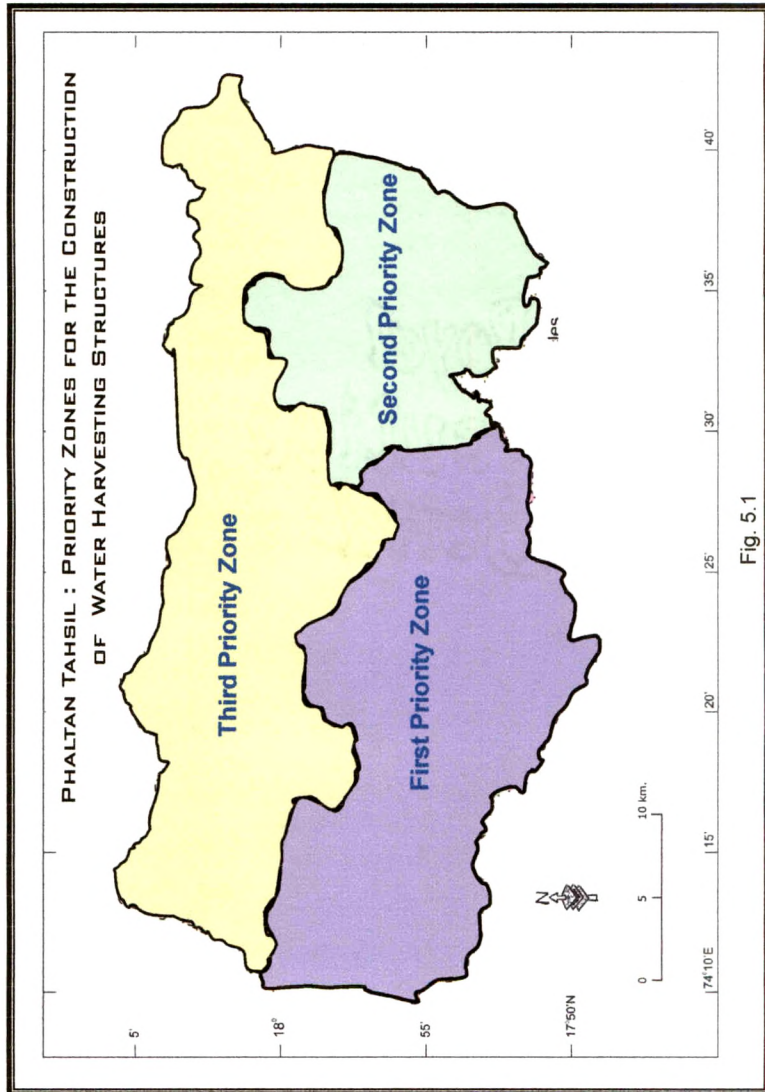 PHALTAN TAHSIL : PRIORITY ZONES FOR THE CONSTRUCTION
OF WATER HARVESTING STRUCTURES
5'
18°
55'
17°50'N
Third Priority Zone
Second Priority Zone
First Priority Zone
les
N
0 5 10 km.
74°10'E 15' 20' 25' 30' 35' 40'
Fig. 5.1